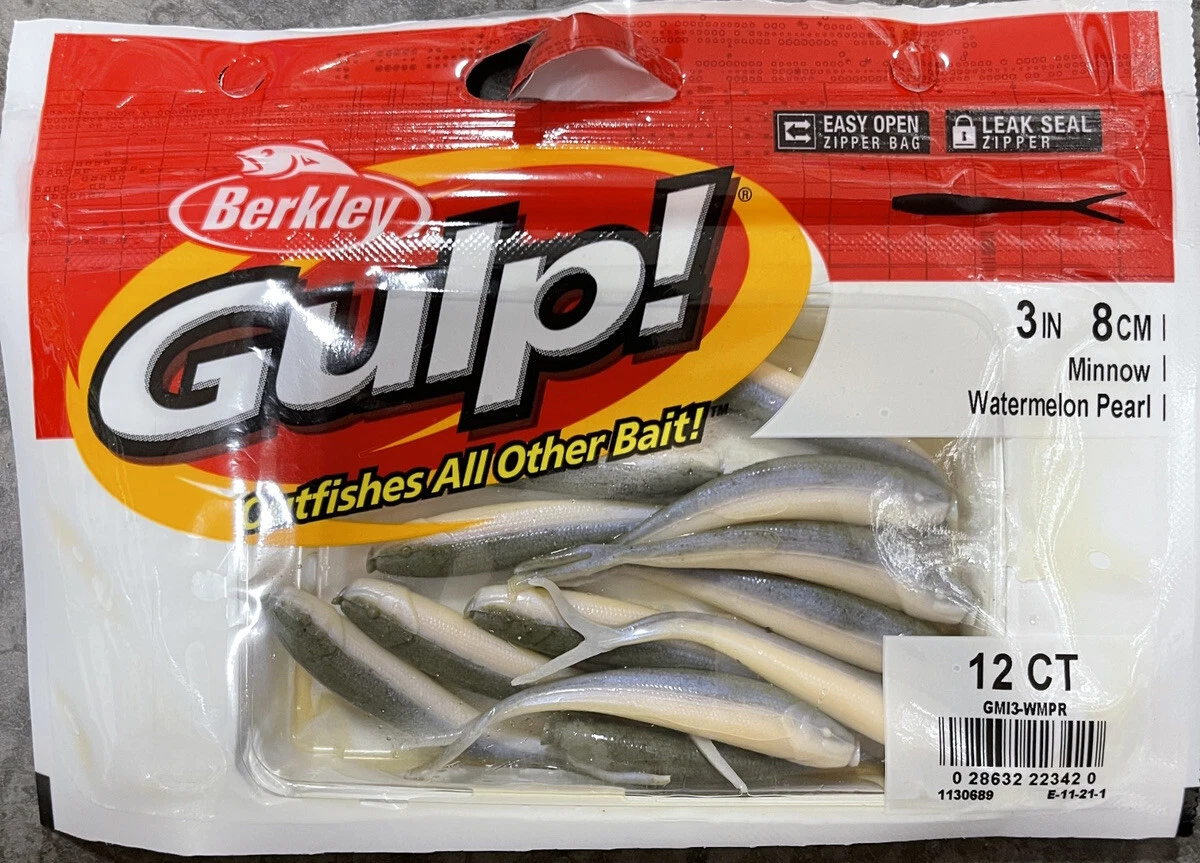 EASY OPEN
ZIPPER BAG
LEAK SEAL
ZIPPER
Berkley
Gulp!®
Outfishes All Other Bait!™
3IN 8CM
Minnow
Watermelon Pearl
12 CT
GMI3-WMPR
0 28632 22342 0
1130689 E-11-21-1